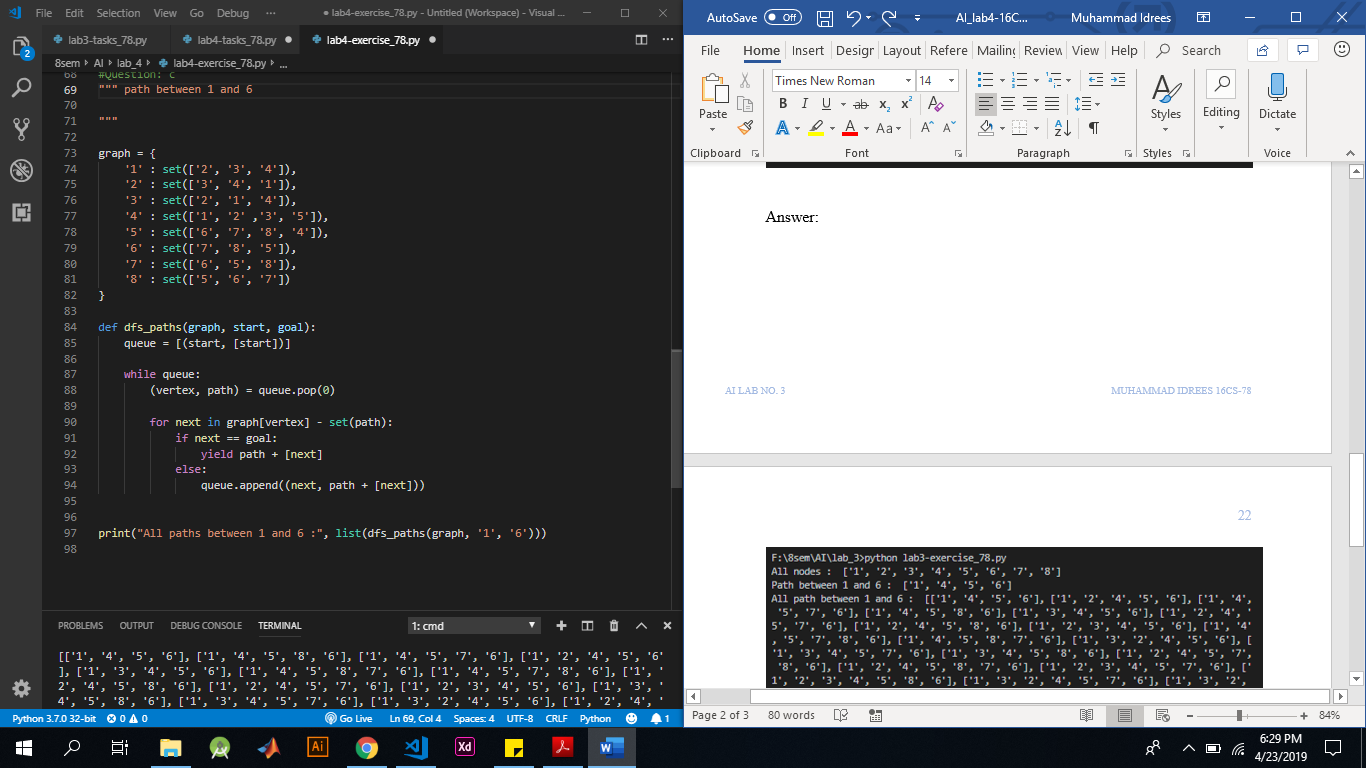 File Edit Selection View Go Debug ··· ● lab4-exercise_78.py - Untitled (Workspace) - Visual ...
lab3-tasks_78.py lab4-tasks_78.py ● lab4-exercise_78.py ● ···
8sem › AI › lab_4 › lab4-exercise_78.py › ...
68 #Question: c
69 """ path between 1 and 6
70
71 """
72
73 graph = {
74 '1' : set(['2', '3', '4']),
75 '2' : set(['3', '4', '1']),
76 '3' : set(['2', '1', '4']),
77 '4' : set(['1', '2' ,'3', '5']),
78 '5' : set(['6', '7', '8', '4']),
79 '6' : set(['7', '8', '5']),
80 '7' : set(['6', '5', '8']),
81 '8' : set(['5', '6', '7'])
82 }
83
84 def dfs_paths(graph, start, goal):
85 queue = [(start, [start])]
86
87 while queue:
88 (vertex, path) = queue.pop(0)
89
90 for next in graph[vertex] - set(path):
91 if next == goal:
92 yield path + [next]
93 else:
94 queue.append((next, path + [next]))
95
96
97 print("All paths between 1 and 6 :", list(dfs_paths(graph, '1', '6')))
98
PROBLEMS OUTPUT DEBUG CONSOLE TERMINAL 1: cmd
[['1', '4', '5', '6'], ['1', '4', '5', '8', '6'], ['1', '4', '5', '7', '6'], ['1', '2', '4', '5', '6'
], ['1', '3', '4', '5', '6'], ['1', '4', '5', '8', '7', '6'], ['1', '4', '5', '7', '8', '6'], ['1', '
2', '4', '5', '8', '6'], ['1', '2', '4', '5', '7', '6'], ['1', '2', '3', '4', '5', '6'], ['1', '3', '
4', '5', '8', '6'], ['1', '3', '4', '5', '7', '6'], ['1', '3', '2', '4', '5', '6'], ['1', '2', '4',
Python 3.7.0 32-bit 0 0 Go Live Ln 69, Col 4 Spaces: 4 UTF-8 CRLF Python 1
AutoSave Off AI_lab4-16C... Muhammad Idrees
File Home Insert Design Layout Refere Mailing Review View Help Search
Paste Times New Roman 14 Styles Editing Dictate
B I U ab x2 x2
A A Aa A A
Clipboard Font Paragraph Styles Voice
Answer:
AI LAB NO. 3 MUHAMMAD IDREES 16CS-78
22
F:\8sem\AI\lab_3>python lab3-exercise_78.py
All nodes : ['1', '2', '3', '4', '5', '6', '7', '8']
Path between 1 and 6 : ['1', '4', '5', '6']
All path between 1 and 6 : [['1', '4', '5', '6'], ['1', '2', '4', '5', '6'], ['1', '4',
'5', '7', '6'], ['1', '4', '5', '8', '6'], ['1', '3', '4', '5', '6'], ['1', '2', '4', '
5', '7', '6'], ['1', '2', '4', '5', '8', '6'], ['1', '2', '3', '4', '5', '6'], ['1', '4'
, '5', '7', '8', '6'], ['1', '4', '5', '8', '7', '6'], ['1', '3', '2', '4', '5', '6'], [
'1', '3', '4', '5', '7', '6'], ['1', '3', '4', '5', '8', '6'], ['1', '2', '4', '5', '7',
'8', '6'], ['1', '2', '4', '5', '8', '7', '6'], ['1', '2', '3', '4', '5', '7', '6'], ['
1', '2', '3', '4', '5', '8', '6'], ['1', '3', '2', '4', '5', '7', '6'], ['1', '3', '2',
Page 2 of 3 80 words 84%
Ai Xd 6:29 PM
4/23/2019
2